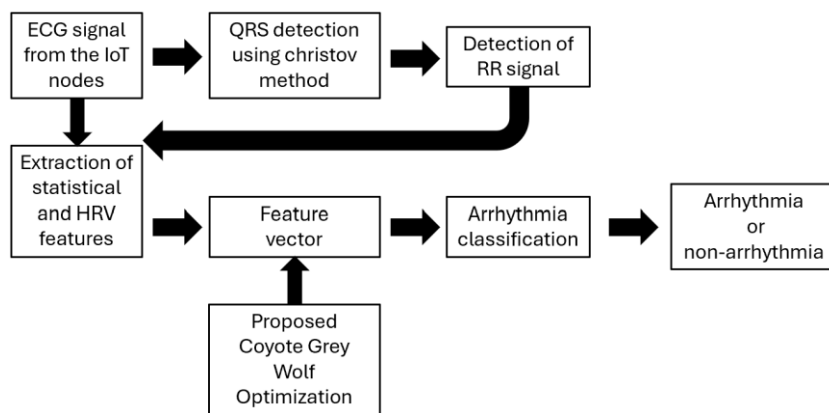 ECG signal
from the IoT
nodes
QRS detection
using christov
method
Detection of
RR signal
Extraction of
statistical
and HRV
features
Feature
vector
Arrhythmia
classification
Arrhythmia
or
non-arrhythmia
Proposed
Coyote Grey
Wolf
Optimization